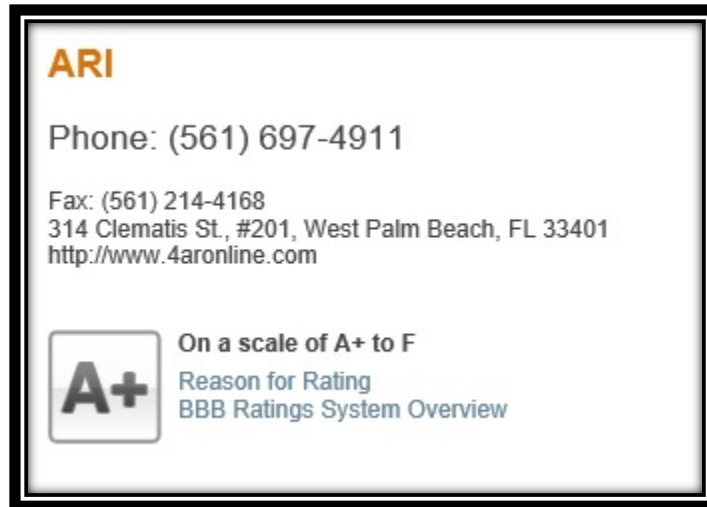 ARI
Phone: (561) 697-4911
Fax: (561) 214-4168
314 Clematis St., #201, West Palm Beach, FL 33401
http://www.4aronline.com
A+
On a scale of A+ to F
Reason for Rating
BBB Ratings System Overview